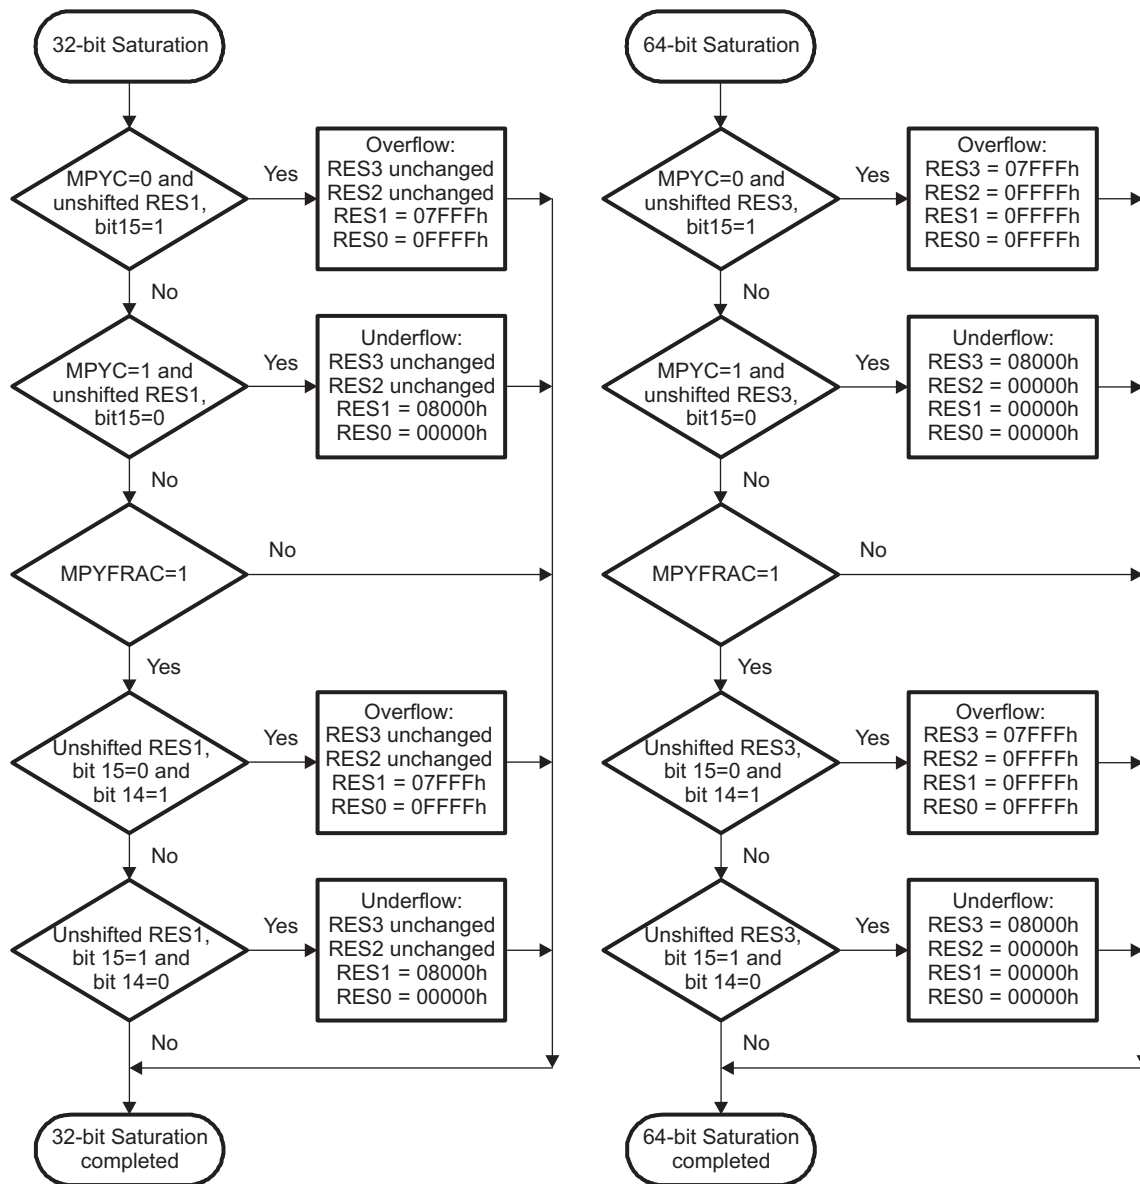 32-bit Saturation
MPYC=0 and
unshifted RES1,
bit15=1
Yes
Overflow:
RES3 unchanged
RES2 unchanged
RES1 = 07FFFh
RES0 = 0FFFFh
No
MPYC=1 and
unshifted RES1,
bit15=0
Yes
Underflow:
RES3 unchanged
RES2 unchanged
RES1 = 08000h
RES0 = 00000h
No
MPYFRAC=1
No
Yes
Unshifted RES1,
bit 15=0 and
bit 14=1
Yes
Overflow:
RES3 unchanged
RES2 unchanged
RES1 = 07FFFh
RES0 = 0FFFFh
No
Unshifted RES1,
bit 15=1 and
bit 14=0
Yes
Underflow:
RES3 unchanged
RES2 unchanged
RES1 = 08000h
RES0 = 00000h
No
32-bit Saturation
completed
64-bit Saturation
MPYC=0 and
unshifted RES3,
bit15=1
Yes
Overflow:
RES3 = 07FFFh
RES2 = 0FFFFh
RES1 = 0FFFFh
RES0 = 0FFFFh
No
MPYC=1 and
unshifted RES3,
bit15=0
Yes
Underflow:
RES3 = 08000h
RES2 = 00000h
RES1 = 00000h
RES0 = 00000h
No
MPYFRAC=1
No
Yes
Unshifted RES3,
bit 15=0 and
bit 14=1
Yes
Overflow:
RES3 = 07FFFh
RES2 = 0FFFFh
RES1 = 0FFFFh
RES0 = 0FFFFh
No
Unshifted RES3,
bit 15=1 and
bit 14=0
Yes
Underflow:
RES3 = 08000h
RES2 = 00000h
RES1 = 00000h
RES0 = 00000h
No
64-bit Saturation
completed